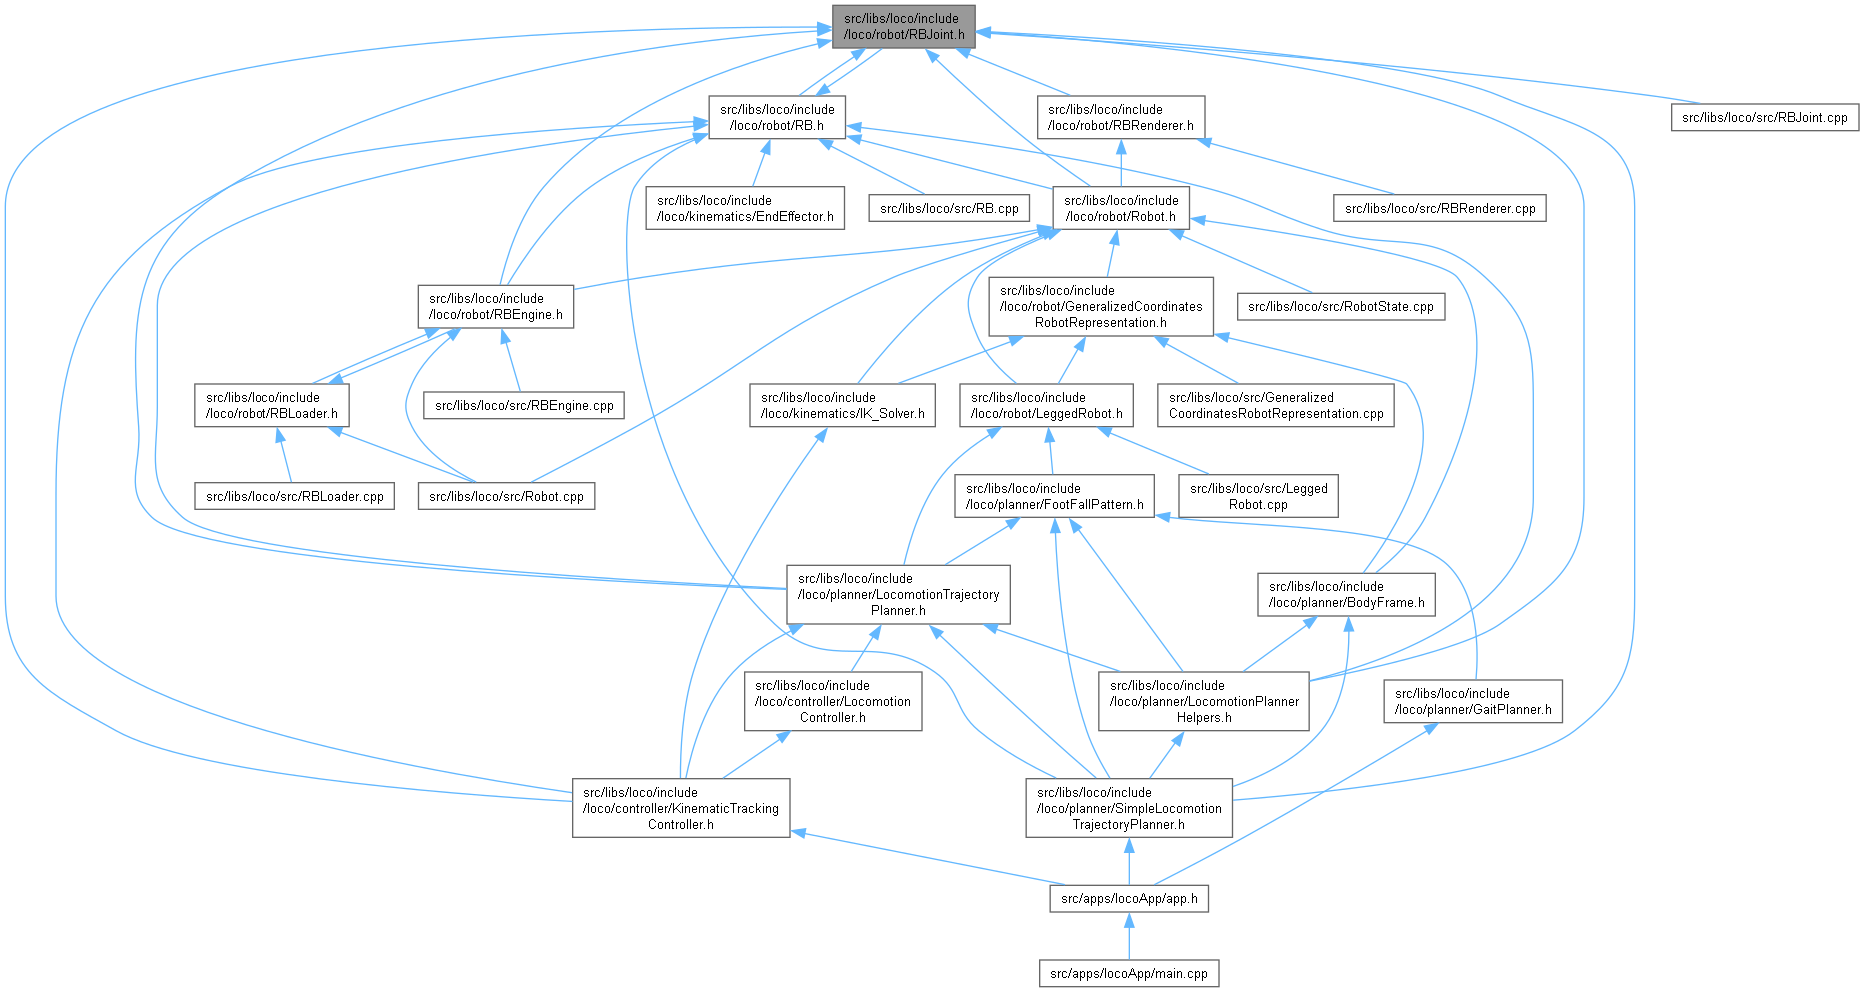 src/libs/loco/include
/loco/robot/RBJoint.h
src/libs/loco/include
/loco/robot/RB.h
src/libs/loco/include
/loco/robot/RBRenderer.h
src/libs/loco/src/RBJoint.cpp
src/libs/loco/include
/loco/kinematics/EndEffector.h
src/libs/loco/src/RB.cpp
src/libs/loco/include
/loco/robot/Robot.h
src/libs/loco/src/RBRenderer.cpp
src/libs/loco/include
/loco/robot/RBEngine.h
src/libs/loco/include
/loco/robot/GeneralizedCoordinates
RobotRepresentation.h
src/libs/loco/src/RobotState.cpp
src/libs/loco/include
/loco/robot/RBLoader.h
src/libs/loco/src/RBEngine.cpp
src/libs/loco/include
/loco/kinematics/IK_Solver.h
src/libs/loco/include
/loco/robot/LeggedRobot.h
src/libs/loco/src/Generalized
CoordinatesRobotRepresentation.cpp
src/libs/loco/src/RBLoader.cpp
src/libs/loco/src/Robot.cpp
src/libs/loco/include
/loco/planner/FootFallPattern.h
src/libs/loco/src/Legged
Robot.cpp
src/libs/loco/include
/loco/planner/LocomotionTrajectory
Planner.h
src/libs/loco/include
/loco/planner/BodyFrame.h
src/libs/loco/include
/loco/controller/Locomotion
Controller.h
src/libs/loco/include
/loco/planner/LocomotionPlanner
Helpers.h
src/libs/loco/include
/loco/planner/GaitPlanner.h
src/libs/loco/include
/loco/controller/KinematicTracking
Controller.h
src/libs/loco/include
/loco/planner/SimpleLocomotion
TrajectoryPlanner.h
src/apps/locoApp/app.h
src/apps/locoApp/main.cpp